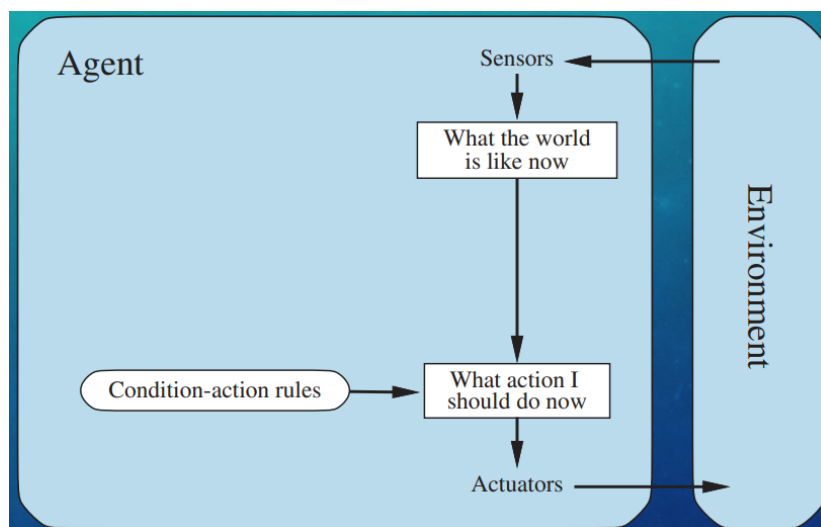 Agent
Sensors
What the world
is like now
Environment
Condition-action rules
What action I
should do now
Actuators